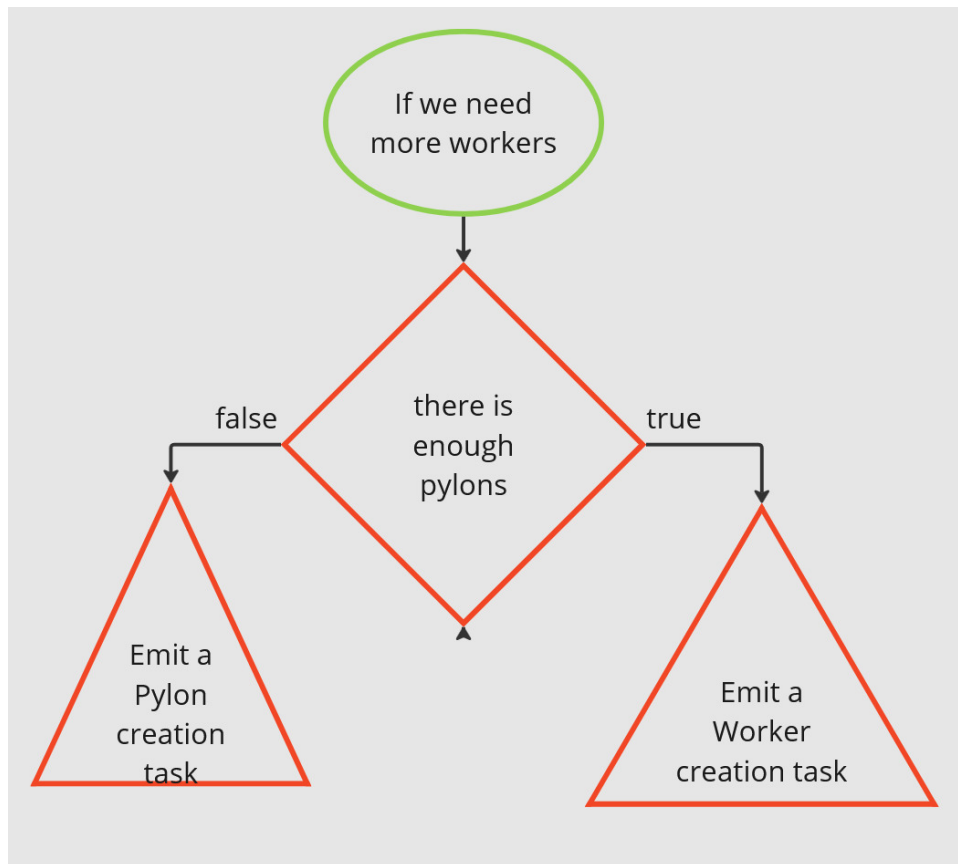 If we need
more workers
false
there is
enough
pylons
true
Emit a
Pylon
creation
task
Emit a
Worker
creation task